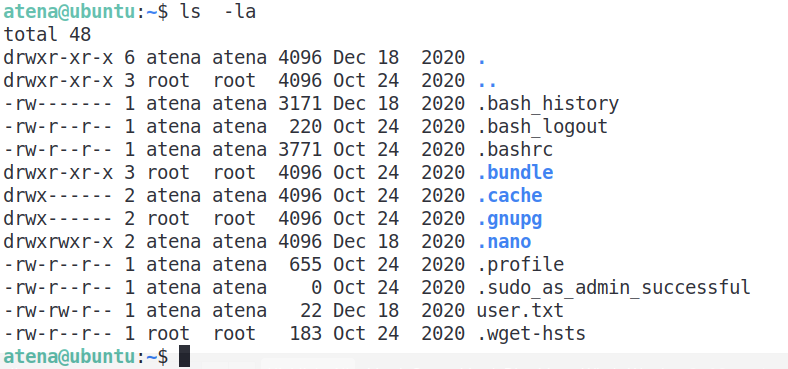 atena@ubuntu:~$ ls  -la
total 48
drwxr-xr-x 6 atena atena 4096 Dec 18  2020 .
drwxr-xr-x 3 root  root  4096 Oct 24  2020 ..
-rw------- 1 atena atena 3171 Dec 18  2020 .bash_history
-rw-r--r-- 1 atena atena  220 Oct 24  2020 .bash_logout
-rw-r--r-- 1 atena atena 3771 Oct 24  2020 .bashrc
drwxr-xr-x 3 root  root  4096 Oct 24  2020 .bundle
drwx------ 2 atena atena 4096 Oct 24  2020 .cache
drwx------ 2 root  root  4096 Oct 24  2020 .gnupg
drwxrwxr-x 2 atena atena 4096 Dec 18  2020 .nano
-rw-r--r-- 1 atena atena  655 Oct 24  2020 .profile
-rw-r--r-- 1 atena atena    0 Oct 24  2020 .sudo_as_admin_successful
-rw-rw-r-- 1 atena atena   22 Dec 18  2020 user.txt
-rw-r--r-- 1 root  root   183 Oct 24  2020 .wget-hsts
atena@ubuntu:~$